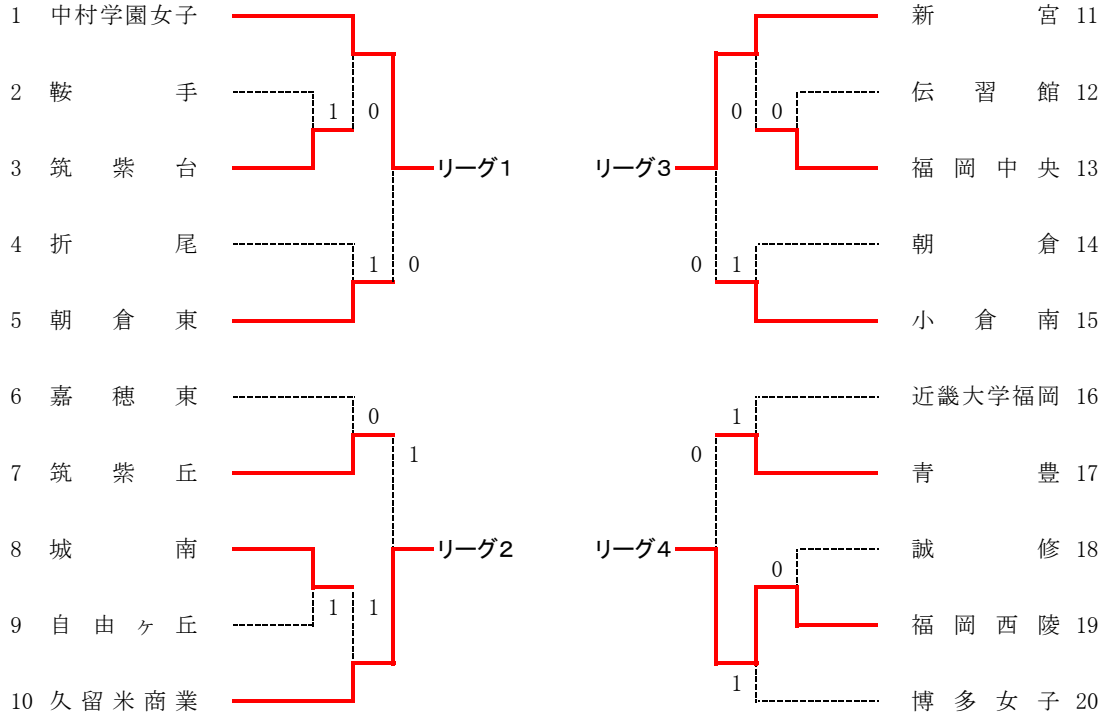 1 中村学園女子
新宮 11
2 鞍手
1 0
0 0
伝習館 12
3 筑紫台
リーグ1
リーグ3
福岡中央 13
4 折尾
1 0
0 1
朝倉 14
5 朝倉東
小倉南 15
6 嘉穂東
0
1
近畿大学福岡 16
7 筑紫丘
1
0
青豊 17
8 城南
リーグ2
リーグ4
誠修 18
0
9 自由ヶ丘
1 1
福岡西陵 19
10 久留米商業
1
博多女子 20